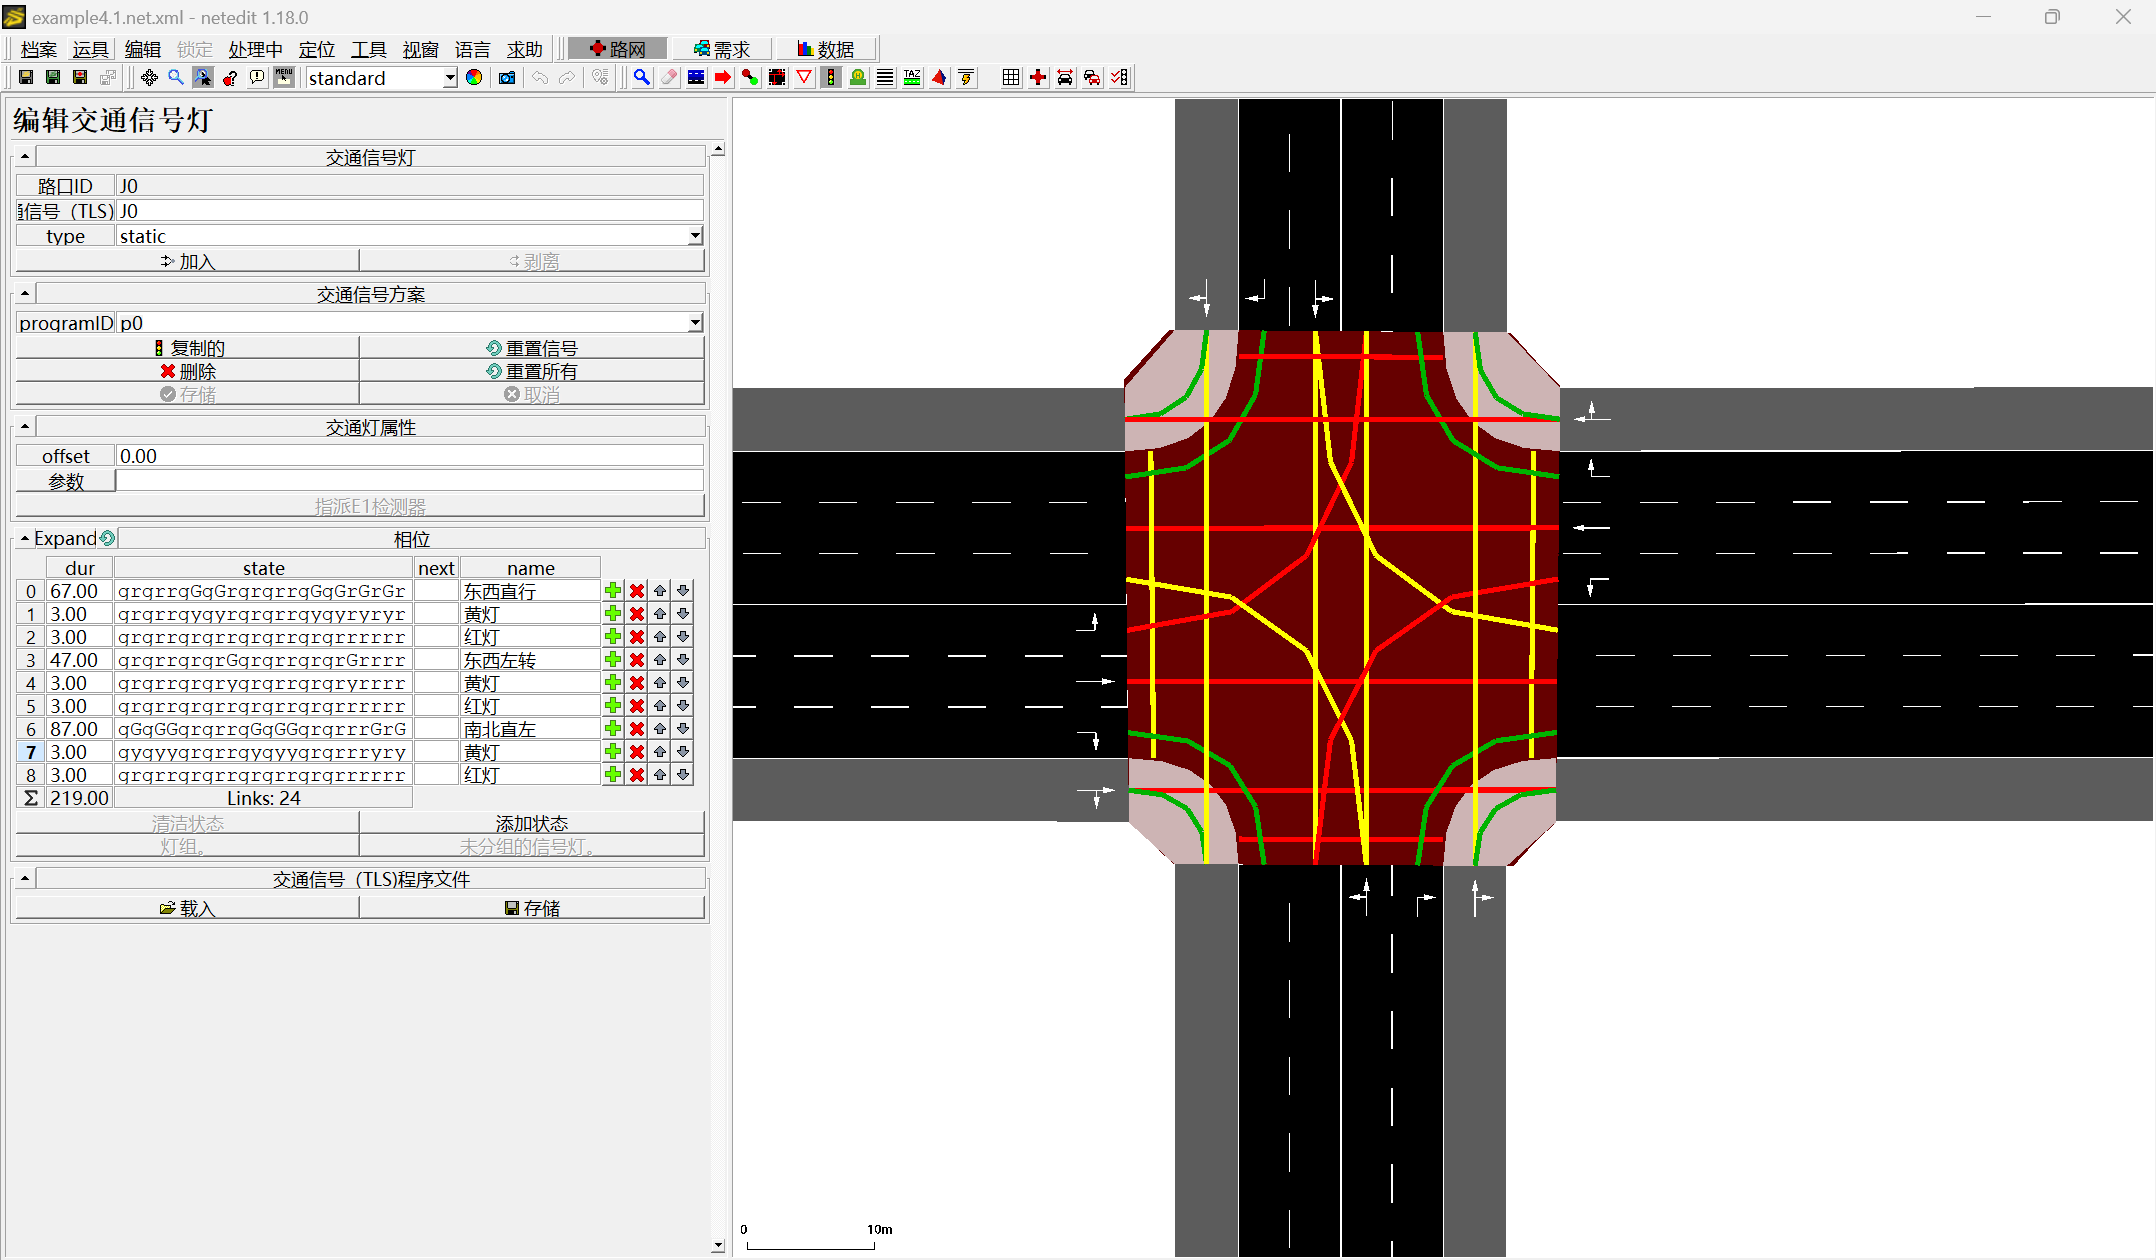 example4.1.net.xml - netedit 1.18.0
档案 运具 编辑 锁定 处理中 定位 工具 视窗 语言 求助 路网 需求 数据
MENU standard TAZ
编辑交通信号灯
交通信号灯
路口ID J0
通信号（TLS) J0
type static
加入 剥离
交通信号方案
programID p0
复制的 重置信号
删除 重置所有
存储 取消
交通灯属性
offset 0.00
参数
指派E1检测器
Expand 相位
dur state next name
0 67.00 grgrrgGgGrgrgrrgGgGrGrGr 东西直行
1 3.00 grgrrgygyrgrgrrgygyryryr 黄灯
2 3.00 grgrrgrgrrgrgrrgrgrrrrrr 红灯
3 47.00 grgrrgrgrGgrgrrgrgrGrrrr 东西左转
4 3.00 grgrrgrgrygrgrrgrgryrrrr 黄灯
5 3.00 grgrrgrgrrgrgrrgrgrrrrrr 红灯
6 87.00 gGgGGgrgrrgGgGGgrgrrrGrG 南北直左
7 3.00 gygyygrgrrgygyygrgrrryry 黄灯
8 3.00 grgrrgrgrrgrgrrgrgrrrrrr 红灯
Σ 219.00 Links: 24
清洁状态 添加状态
灯组。 未分组的信号灯。
交通信号（TLS)程序文件
载入 存储
0 10m